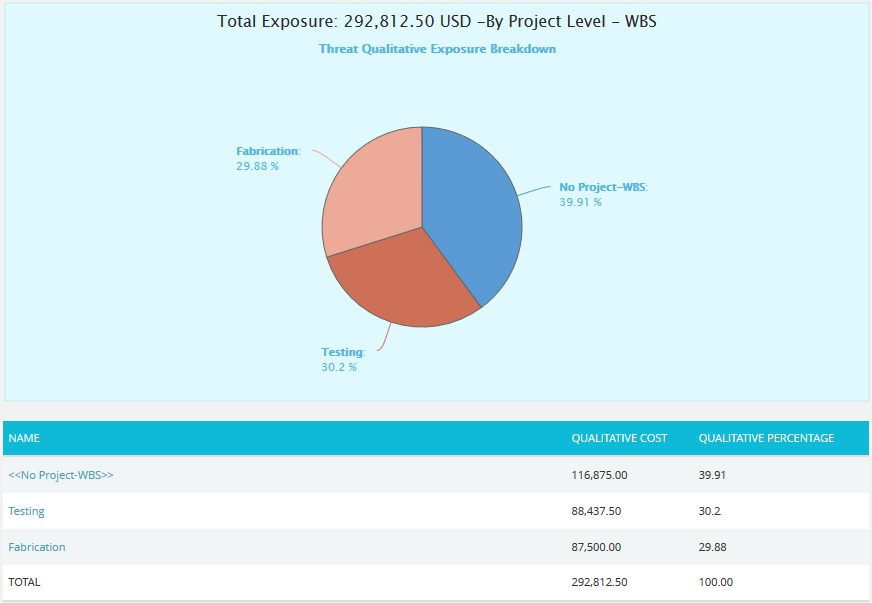 Total Exposure: 292,812.50 USD -By Project Level - WBS
Threat Qualitative Exposure Breakdown
Fabrication:
29.88 %
No Project-WBS:
39.91 %
Testing:
30.2 %
NAME QUALITATIVE COST QUALITATIVE PERCENTAGE
<<No Project-WBS>> 116,875.00 39.91
Testing 88,437.50 30.2
Fabrication 87,500.00 29.88
TOTAL 292,812.50 100.00